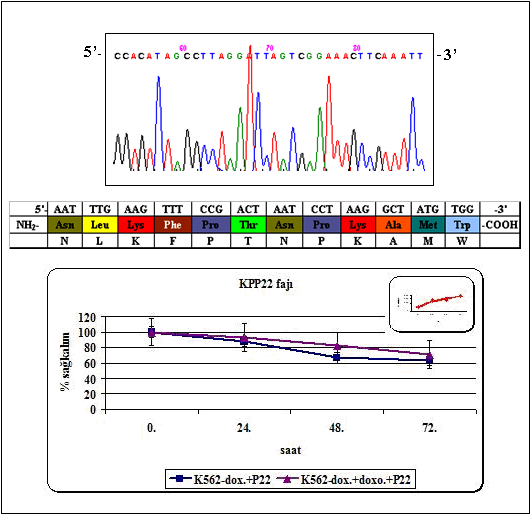 60 70 80
5’- CCACATAGCCTTAGGATTAGTCGGAAACTTCAAATT -3’
5'- AAT TTG AAG TTT CCG ACT AAT CCT AAG GCT ATG TGG -3'
NH2- Asn Leu Lys Phe Pro Thr Asn Pro Lys Ala Met Trp -COOH
N L K F P T N P K A M W
KPP22 fajı
% sağkalım
120
100
80
60
40
20
0
0. 24. 48. 72.
saat
K562-dox.+P22 K562-dox.+doxo.+P22